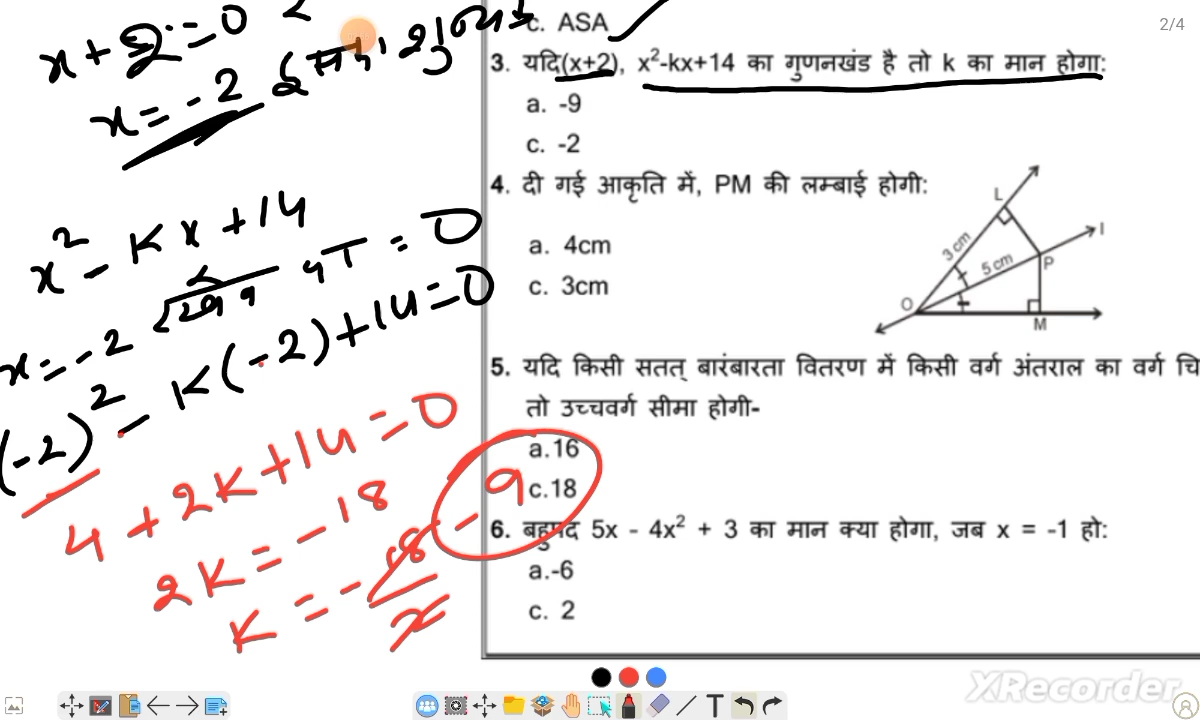 x + 2 = 0
x = -2
x² - Kx + 14
= 0
x = -2
(-2)² - K(-2) + 14 = 0
4 + 2K + 14 = 0
2K = -18
K = -18/2 - 9
2/4
c. ASA
3. यदि(x+2), x²-kx+14 का गुणनखंड है तो k का मान होगा:
a. -9
c. -2
4. दी गई आकृति में, PM की लम्बाई होगी:
a. 4cm
c. 3cm
L
3 cm
5 cm
P
l
O
M
5. यदि किसी सतत् बारंबारता वितरण में किसी वर्ग अंतराल का वर्ग चि
तो उच्चवर्ग सीमा होगी-
a.16
c.18
6. बहुपद 5x - 4x² + 3 का मान क्या होगा, जब x = -1 हो:
a.-6
c. 2
T
XRecorder